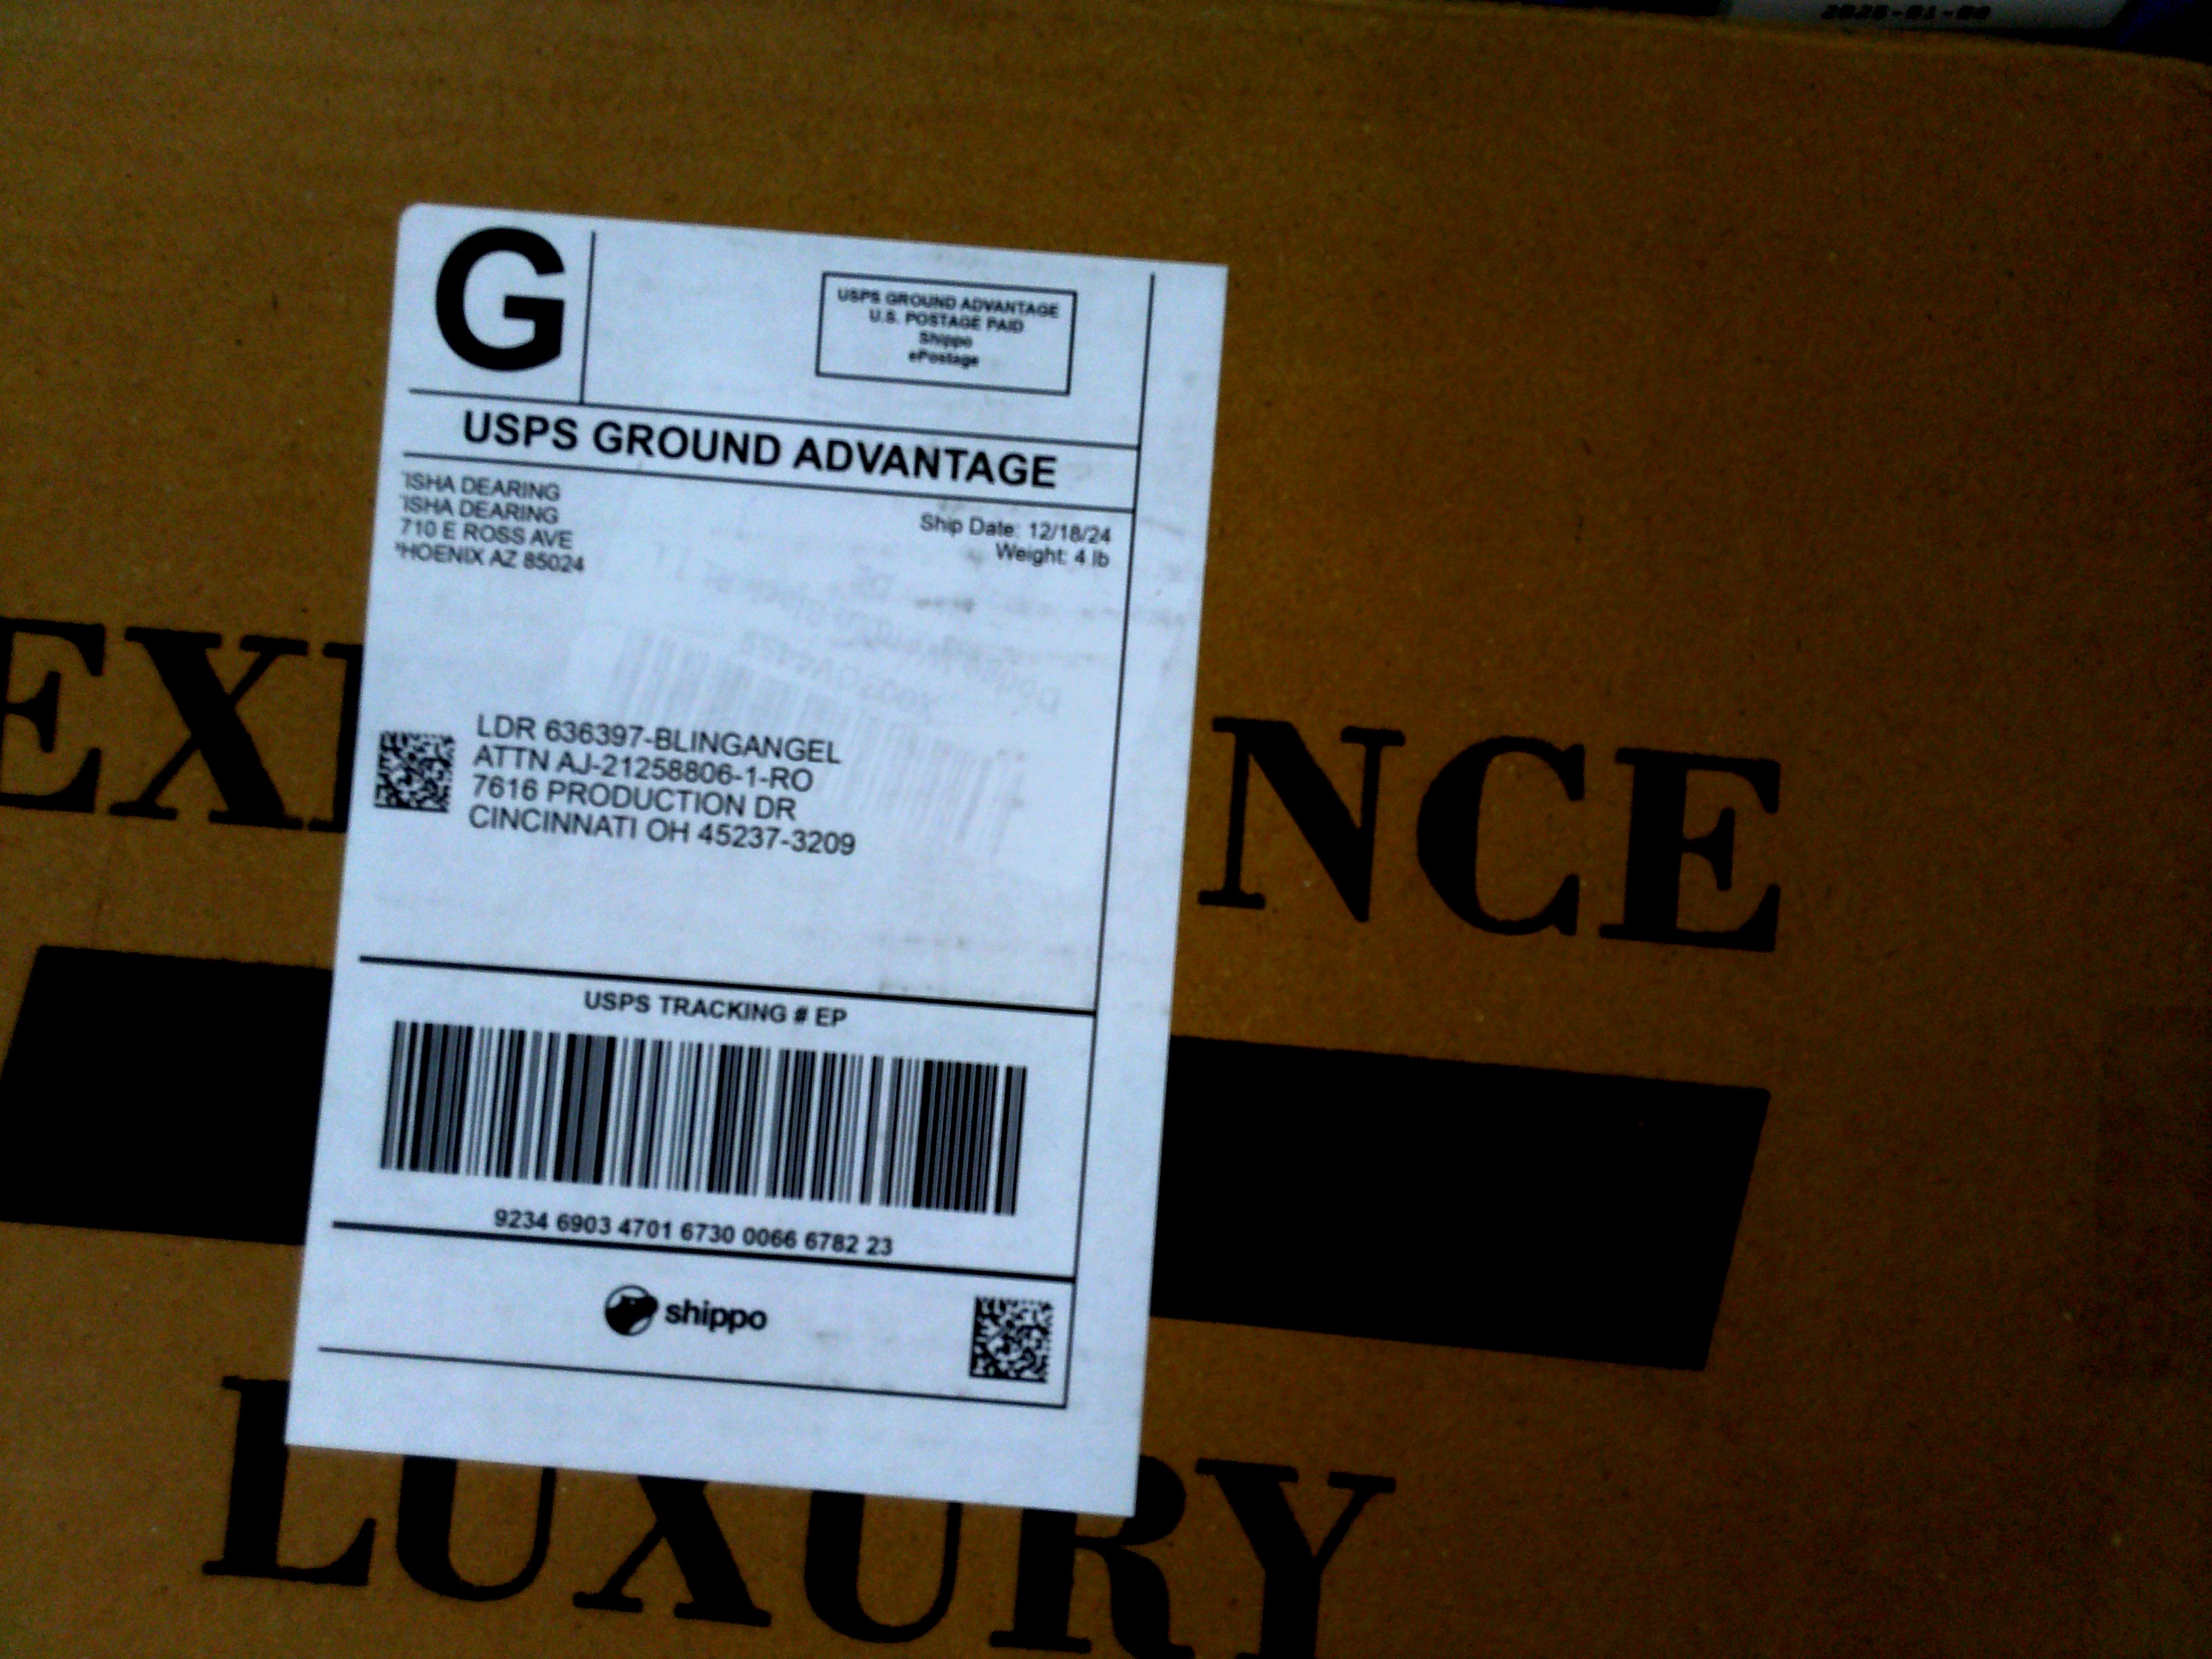 G
USPS GROUND ADVANTAGE
U.S. POSTAGE PAID
Shippo
ePostage
USPS GROUND ADVANTAGE
ISHA DEARING
ISHA DEARING
710 E ROSS AVE
HOENIX AZ 85024
Ship Date: 12/18/24
Weight: 4 lb
LDR 636397-BLINGANGEL
ATTN AJ-21258806-1-RO
7616 PRODUCTION DR
CINCINNATI OH 45237-3209
USPS TRACKING # EP
9234 6903 4701 6730 0066 6782 23
shippo
EX NCE
LUXURY